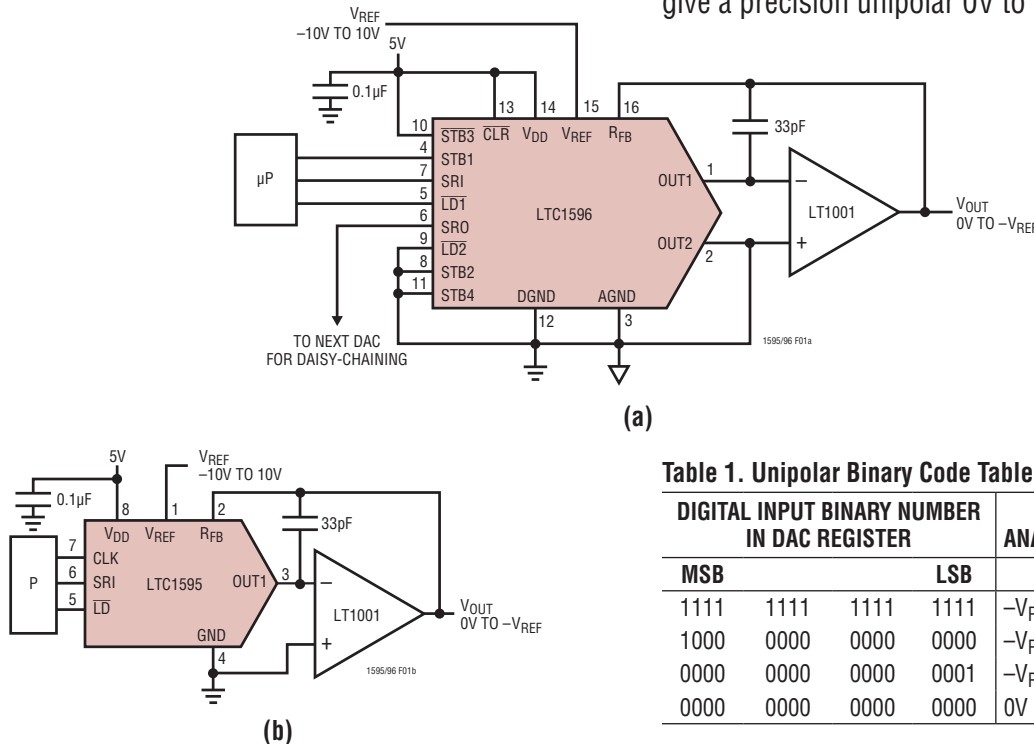 give a precision unipolar 0V to
VREF
–10V TO 10V
5V
0.1µF
13 14 15 16
10 STB3 CLR VDD VREF RFB
33pF
4 STB1
µP
7 SRI
OUT1 1
–
5 LD1
LTC1596
LT1001
VOUT
0V TO –VREF
6 SRO
9 LD2
OUT2
2
+
8 STB2
11 STB4
DGND AGND
12 3
1595/96 F01a
TO NEXT DAC
FOR DAISY-CHAINING
(a)
5V
VREF
–10V TO 10V
0.1µF
8 1 2
VDD VREF RFB
33pF
P
7 CLK
6 SRI
LTC1595
OUT1 3
–
5 LD
LT1001
VOUT
0V TO –VREF
GND
4
+
1595/96 F01b
(b)
Table 1. Unipolar Binary Code Table
DIGITAL INPUT BINARY NUMBER
IN DAC REGISTER
MSB LSB
1111 1111 1111 1111
1000 0000 0000 0000
0000 0000 0000 0001
0000 0000 0000 0000 0V